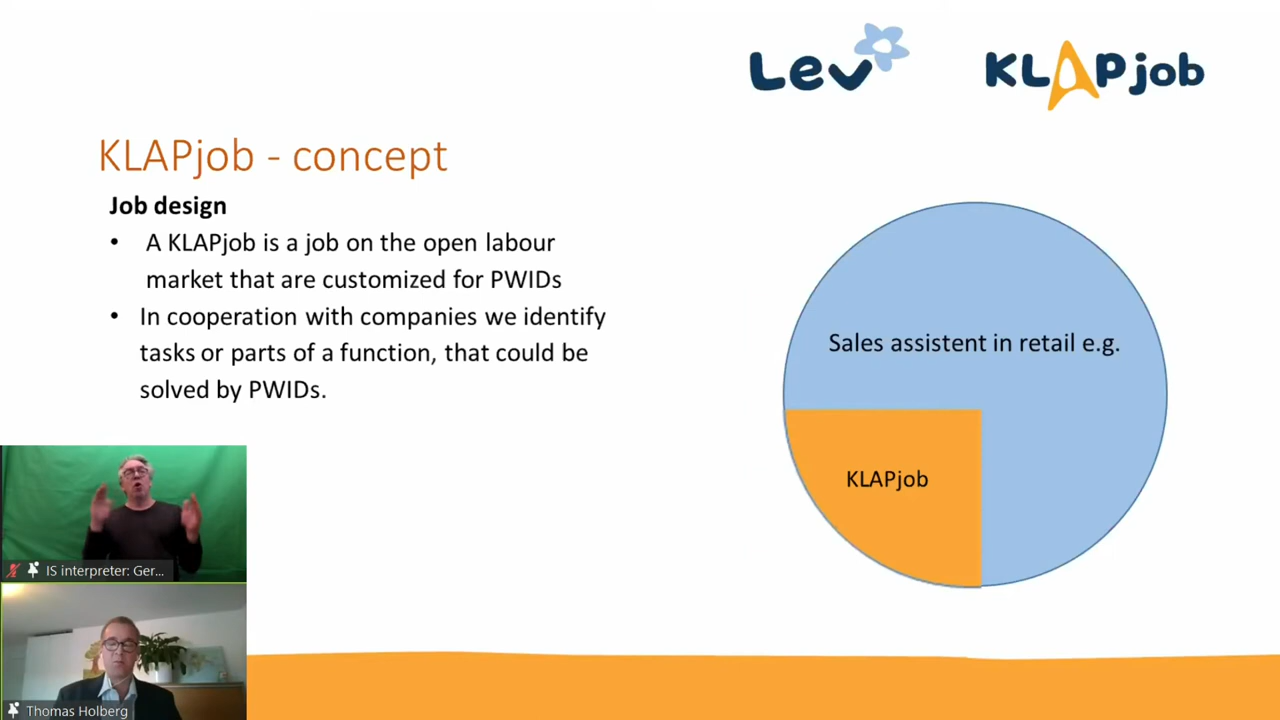 Lev
KLAPjob
KLAPjob - concept
Job design
• A KLAPjob is a job on the open labour
market that are customized for PWIDs
• In cooperation with companies we identify
tasks or parts of a function, that could be
solved by PWIDs.
Sales assistent in retail e.g.
KLAPjob
IS interpreter: Ger...
Thomas Holberg